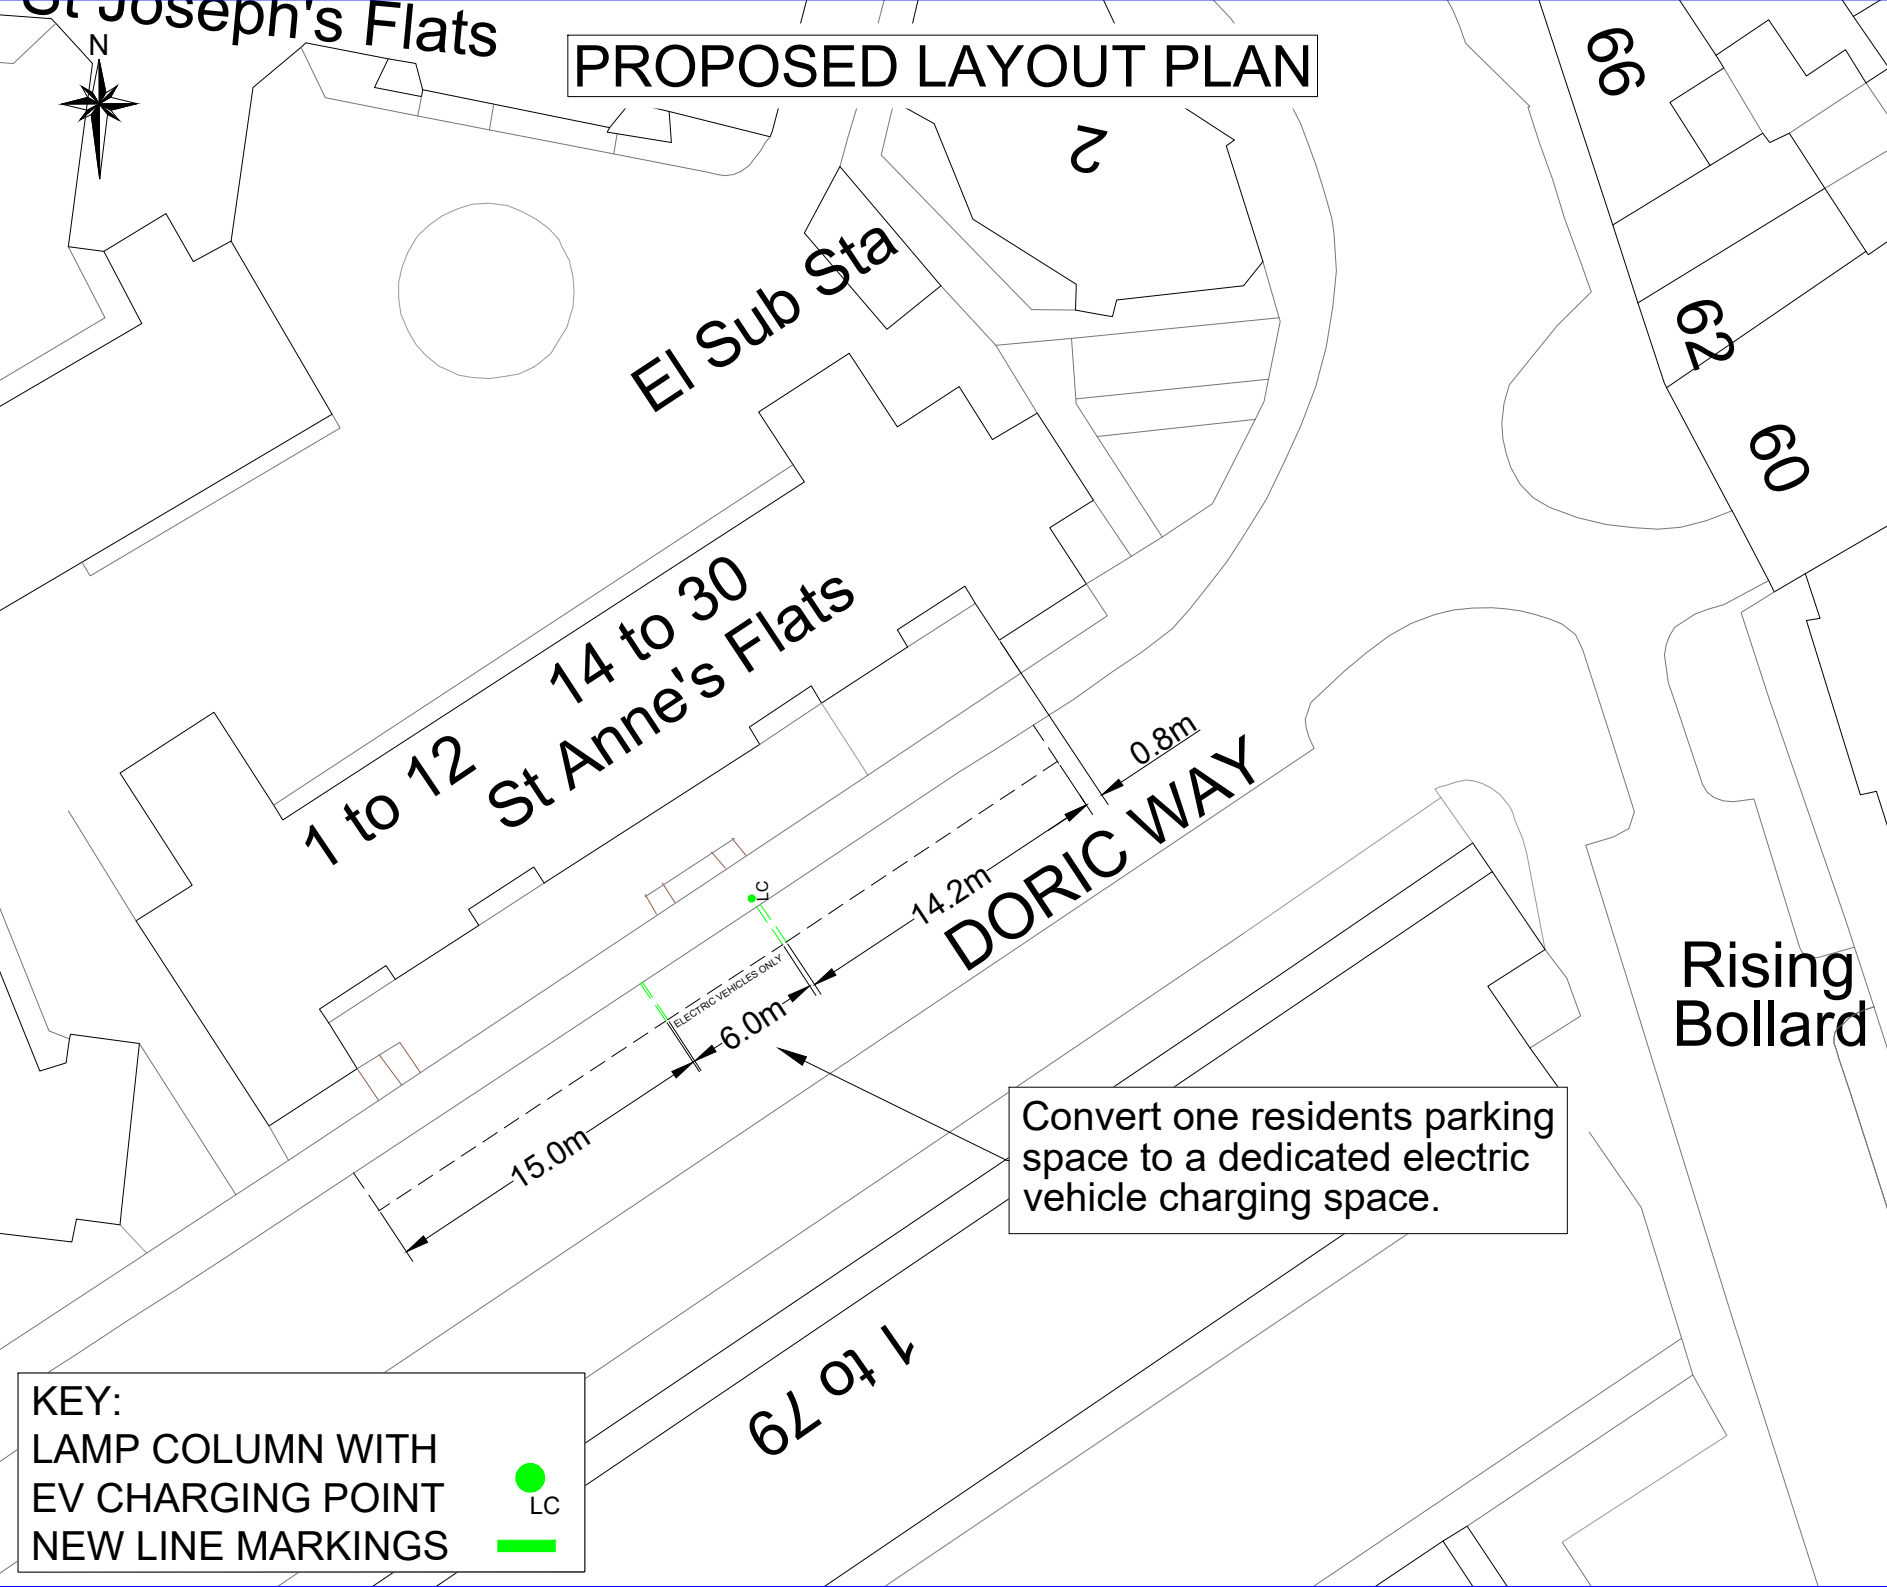 St Joseph's Flats
N
PROPOSED LAYOUT PLAN
2
66
El Sub Sta
62
60
14 to 30
1 to 12
St Anne's Flats
0.8m
DORIC WAY
14.2m
LC
ELECTRIC VEHICLES ONLY
6.0m
15.0m
Rising
Bollard
Convert one residents parking
space to a dedicated electric
vehicle charging space.
1 to 79
KEY:
LAMP COLUMN WITH
EV CHARGING POINT
LC
NEW LINE MARKINGS